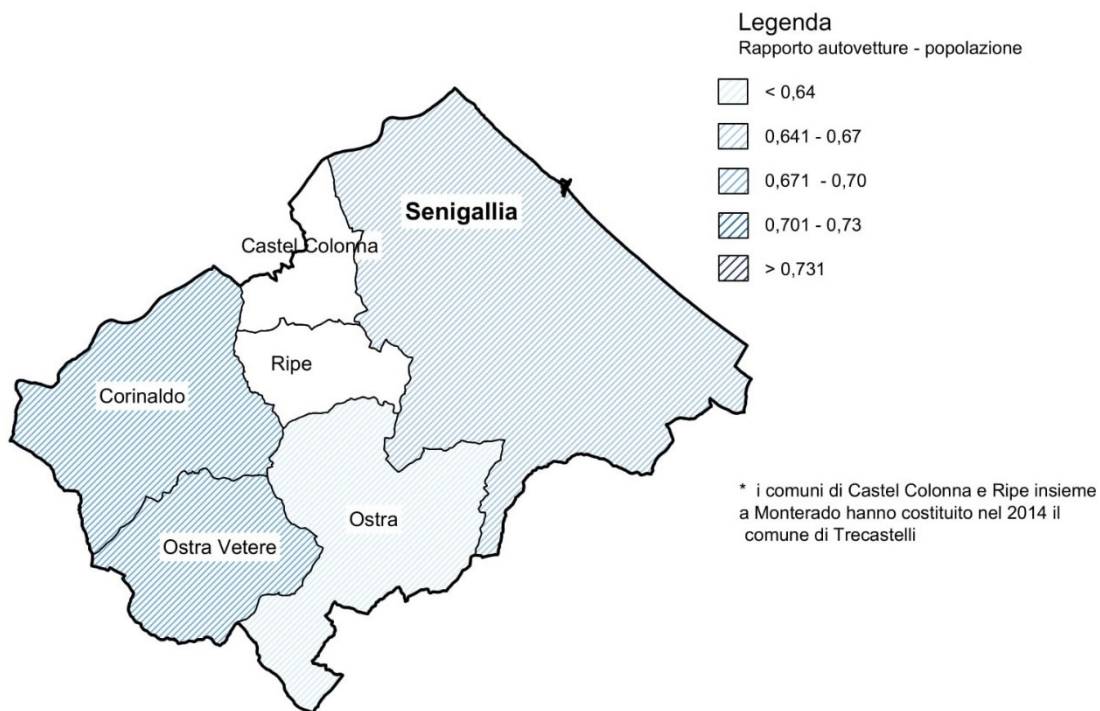 Legenda
Rapporto autovetture - popolazione
< 0,64
0,641 - 0,67
0,671 - 0,70
0,701 - 0,73
> 0,731
Senigallia
Castel Colonna
Ripe
Corinaldo
Ostra
Ostra Vetere
* i comuni di Castel Colonna e Ripe insieme
a Monterado hanno costituito nel 2014 il
comune di Trecastelli